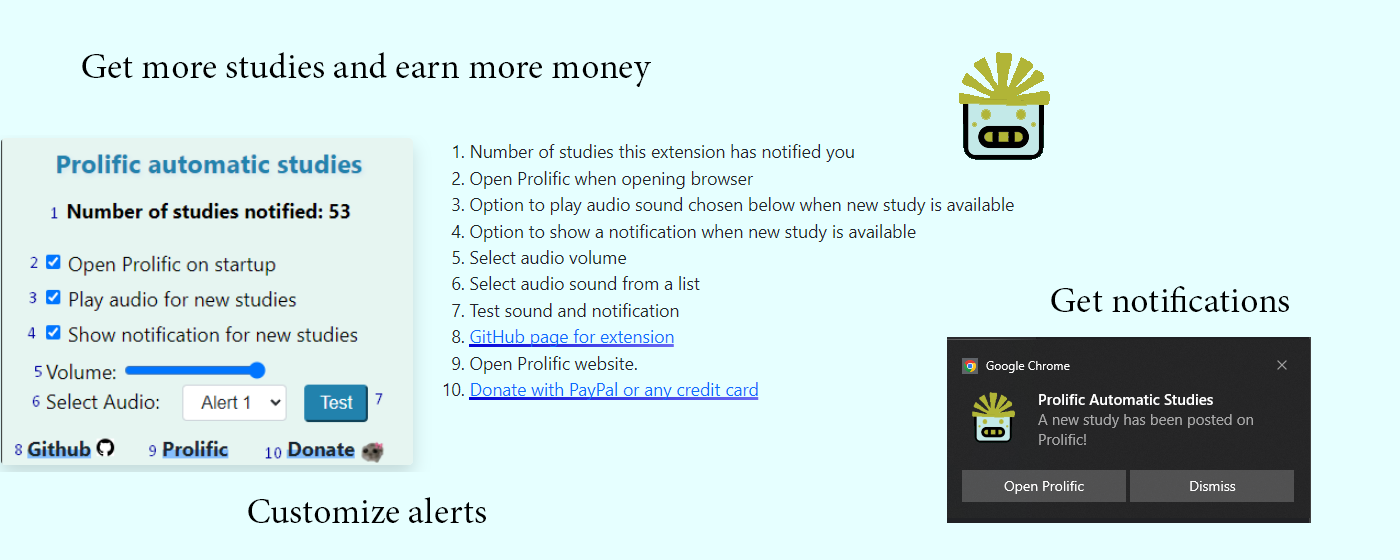 Get more studies and earn more money
Prolific automatic studies
1 Number of studies notified: 53
2 Open Prolific on startup
3 Play audio for new studies
4 Show notification for new studies
5 Volume:
6 Select Audio: Alert 1 Test 7
8 Github 9 Prolific 10 Donate
Customize alerts
1. Number of studies this extension has notified you
2. Open Prolific when opening browser
3. Option to play audio sound chosen below when new study is available
4. Option to show a notification when new study is available
5. Select audio volume
6. Select audio sound from a list
7. Test sound and notification
8. GitHub page for extension
9. Open Prolific website.
10. Donate with PayPal or any credit card
Get notifications
Google Chrome
Prolific Automatic Studies
A new study has been posted on
Prolific!
Open Prolific Dismiss